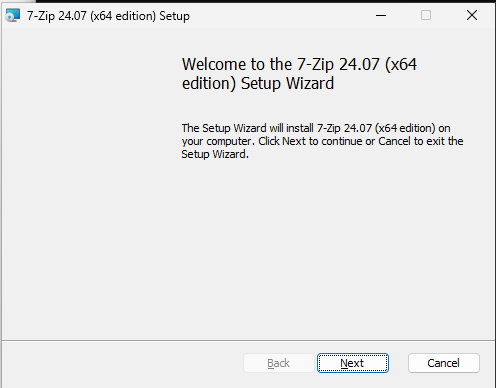 7-Zip 24.07 (x64 edition) Setup
Welcome to the 7-Zip 24.07 (x64
edition) Setup Wizard
The Setup Wizard will install 7-Zip 24.07 (x64 edition) on
your computer. Click Next to continue or Cancel to exit the
Setup Wizard.
Back Next Cancel